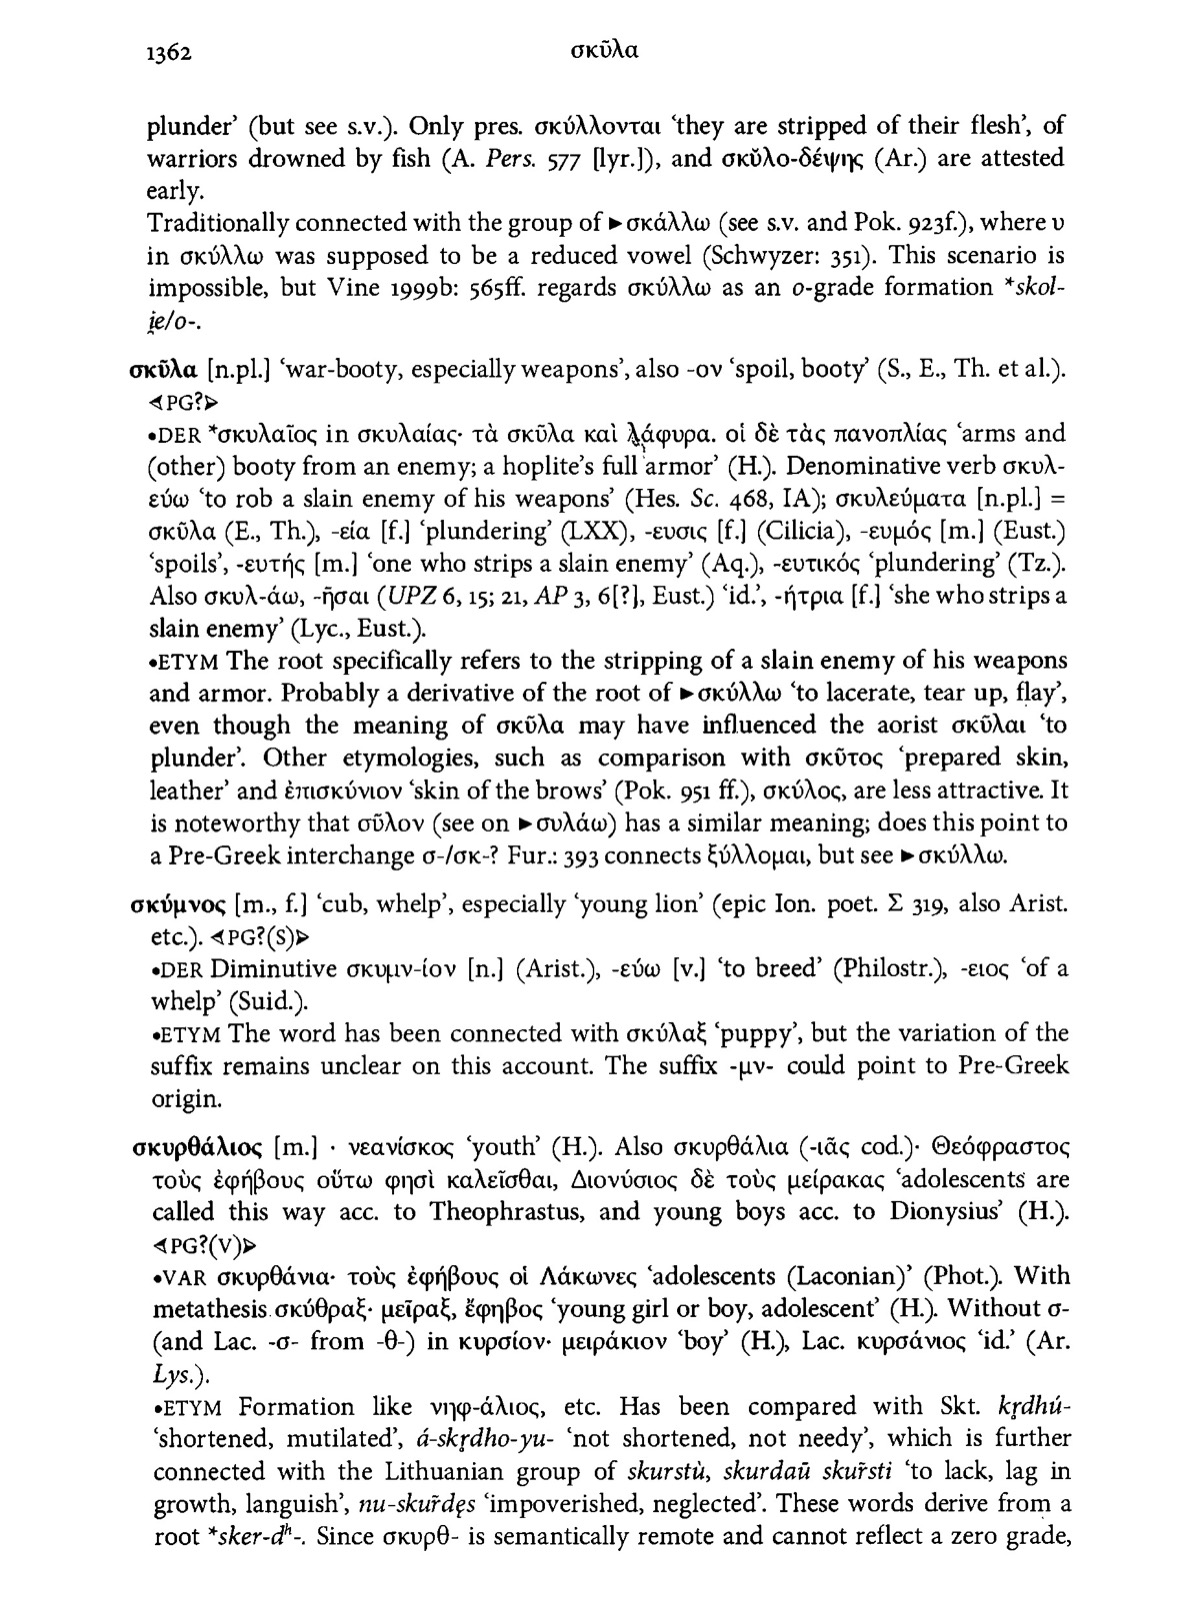 1362
σκῦλα
plunder’ (but see s.v.). Only pres. σκύλλονται ‘they are stripped of their flesh’, of
warriors drowned by fish (A. Pers. 577 [lyr.]), and σκῠλο-δέψης (Ar.) are attested
early.
Traditionally connected with the group of ▸σκάλλω (see s.v. and Pok. 923f.), where υ
in σκύλλω was supposed to be a reduced vowel (Schwyzer: 351). This scenario is
impossible, but Vine 1999b: 565ff. regards σκύλλω as an o-grade formation *skol-
i̯e/o-.
σκῦλα [n.pl.] ‘war-booty, especially weapons’, also -ον ‘spoil, booty’ (S., E., Th. et al.).
⊲PG?⊳
•DER *σκυλαῖος in σκυλαίας· τὰ σκῦλα καὶ λάφυρα. οἱ δὲ τὰς πανοπλίας ‘arms and
(other) booty from an enemy; a hoplite’s full armor’ (H.). Denominative verb σκυλ-
εύω ‘to rob a slain enemy of his weapons’ (Hes. Sc. 468, IA); σκυλεύματα [n.pl.] =
σκῦλα (E., Th.), -εία [f.] ‘plundering’ (LXX), -ευσις [f.] (Cilicia), -ευμός [m.] (Eust.)
‘spoils’, -ευτής [m.] ‘one who strips a slain enemy’ (Aq.), -ευτικός ‘plundering’ (Tz.).
Also σκυλ-άω, -ῆσαι (UPZ 6, 15; 21, AP 3, 6[?], Eust.) ‘id.’, -ήτρια [f.] ‘she who strips a
slain enemy’ (Lyc., Eust.).
•ETYM The root specifically refers to the stripping of a slain enemy of his weapons
and armor. Probably a derivative of the root of ▸σκύλλω ‘to lacerate, tear up, flay’,
even though the meaning of σκῦλα may have influenced the aorist σκῦλαι ‘to
plunder’. Other etymologies, such as comparison with σκῦτος ‘prepared skin,
leather’ and ἐπισκύνιον ‘skin of the brows’ (Pok. 951 ff.), σκύλος, are less attractive. It
is noteworthy that σῦλον (see on ▸συλάω) has a similar meaning; does this point to
a Pre-Greek interchange σ-/σκ-? Fur.: 393 connects ξύλλομαι, but see ▸σκύλλω.
σκύμνος [m., f.] ‘cub, whelp’, especially ‘young lion’ (epic Ion. poet. Σ 319, also Arist.
etc.). ⊲PG?(S)⊳
•DER Diminutive σκυμν-ίον [n.] (Arist.), -εύω [v.] ‘to breed’ (Philostr.), -ειος ‘of a
whelp’ (Suid.).
•ETYM The word has been connected with σκύλαξ ‘puppy’, but the variation of the
suffix remains unclear on this account. The suffix -μν- could point to Pre-Greek
origin.
σκυρθάλιος [m.] · νεανίσκος ‘youth’ (H.). Also σκυρθάλια (-ιᾶς cod.)· Θεόφραστος
τοὺς ἐφήβους οὕτω φησὶ καλεῖσθαι, Διονύσιος δὲ τοὺς μείρακας ‘adolescents are
called this way acc. to Theophrastus, and young boys acc. to Dionysius’ (H.).
⊲PG?(V)⊳
•VAR σκυρθάνια· τοὺς ἐφήβους οἱ Λάκωνες ‘adolescents (Laconian)’ (Phot.). With
metathesis σκύθραξ· μεῖραξ, ἔφηβος ‘young girl or boy, adolescent’ (H.). Without σ-
(and Lac. -σ- from -θ-) in κυρσίον· μειράκιον ‘boy’ (H.), Lac. κυρσάνιος ‘id.’ (Ar.
Lys.).
•ETYM Formation like νηφ-άλιος, etc. Has been compared with Skt. kr̥dhú-
‘shortened, mutilated’, á-skr̥dho-yu- ‘not shortened, not needy’, which is further
connected with the Lithuanian group of skurstù, skurdaũ skur̃sti ‘to lack, lag in
growth, languish’, nu-skur̃dęs ‘impoverished, neglected’. These words derive from a
root *sker-dʰ-. Since σκυρθ- is semantically remote and cannot reflect a zero grade,